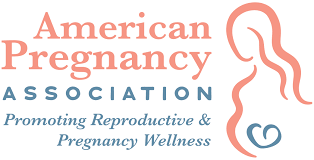 American
Pregnancy
ASSOCIATION
Promoting Reproductive &
Pregnancy Wellness